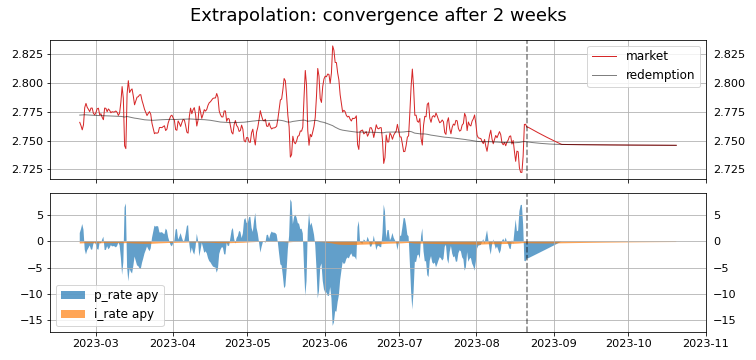 Extrapolation: convergence after 2 weeks
2.825 2.825
2.800 2.800
2.775 2.775
2.750 2.750
2.725 2.725
market
redemption
5 5
0 0
−5 −5
−10 −10
−15 −15
p_rate apy
i_rate apy
2023-03 2023-04 2023-05 2023-06 2023-07 2023-08 2023-09 2023-10 2023-11